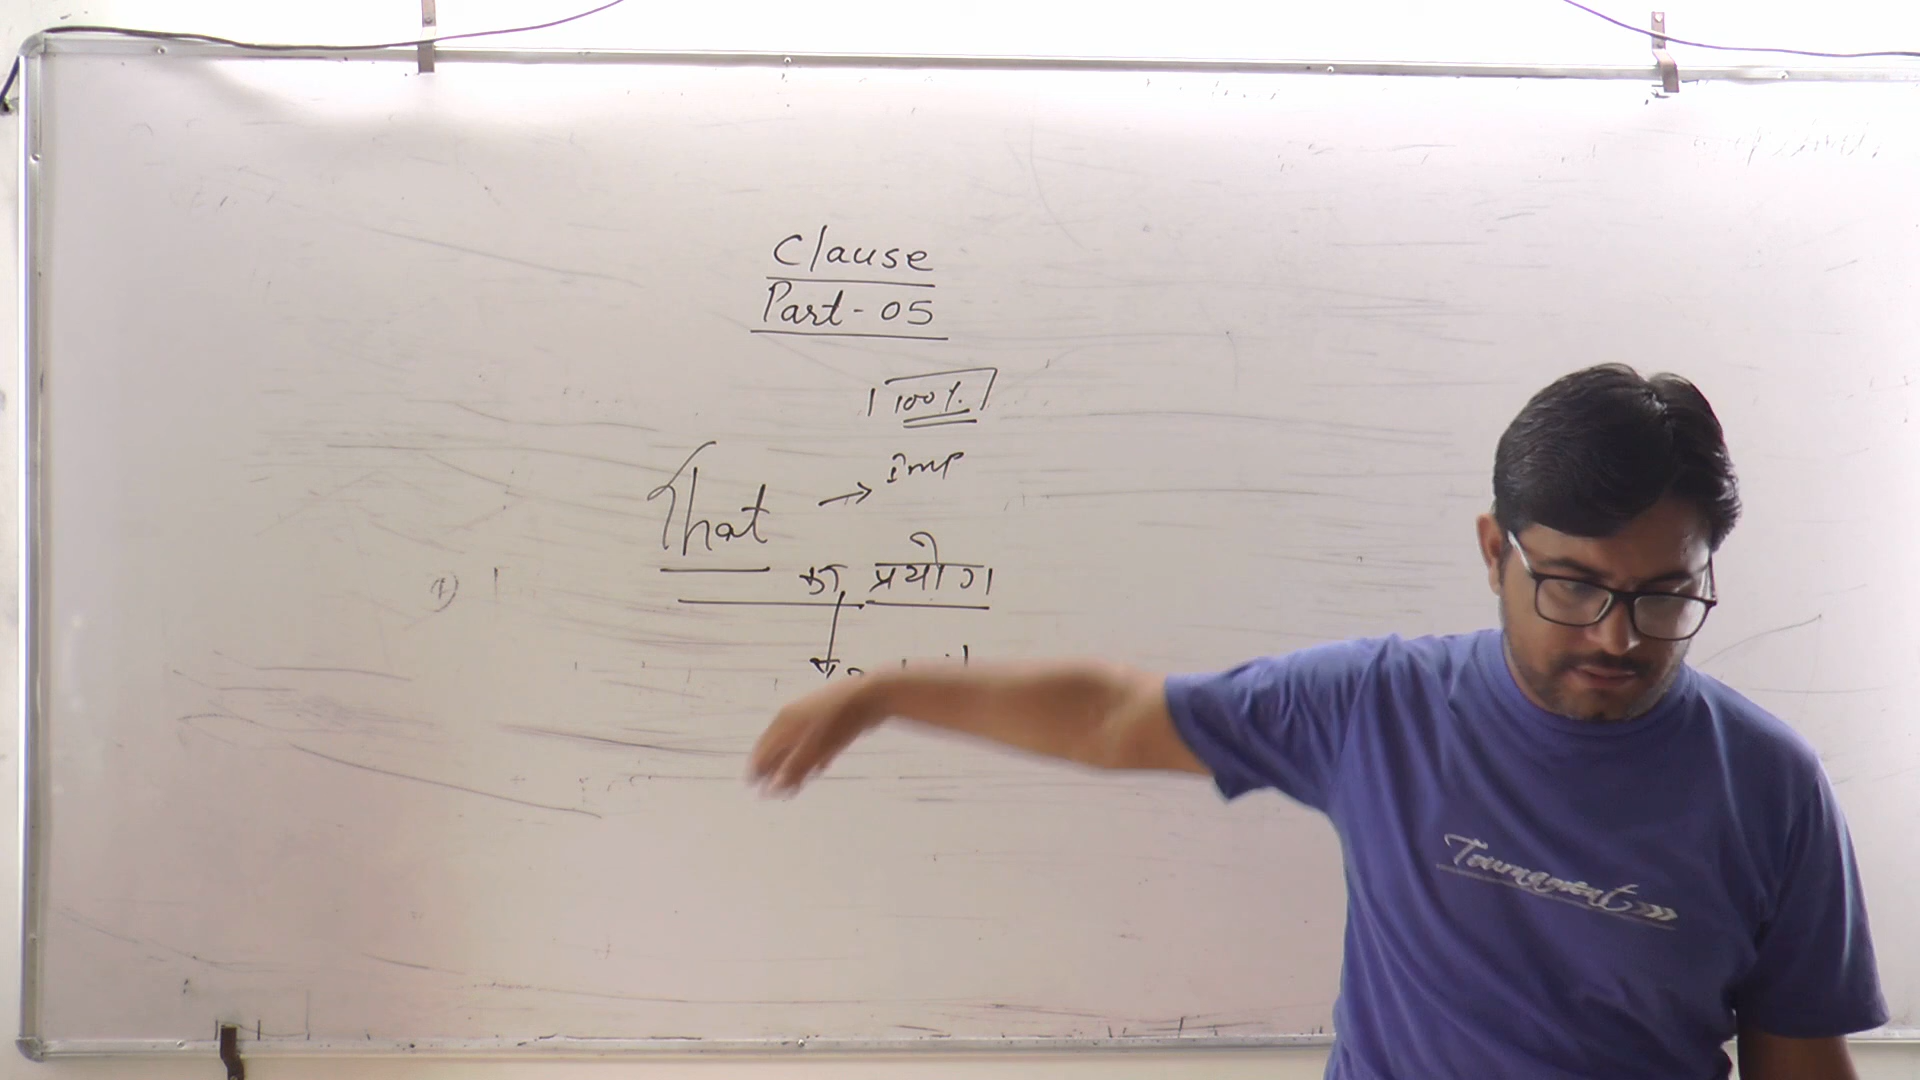 Clause
Part-05
100%
Imp
That
का प्रयोग
Tournament